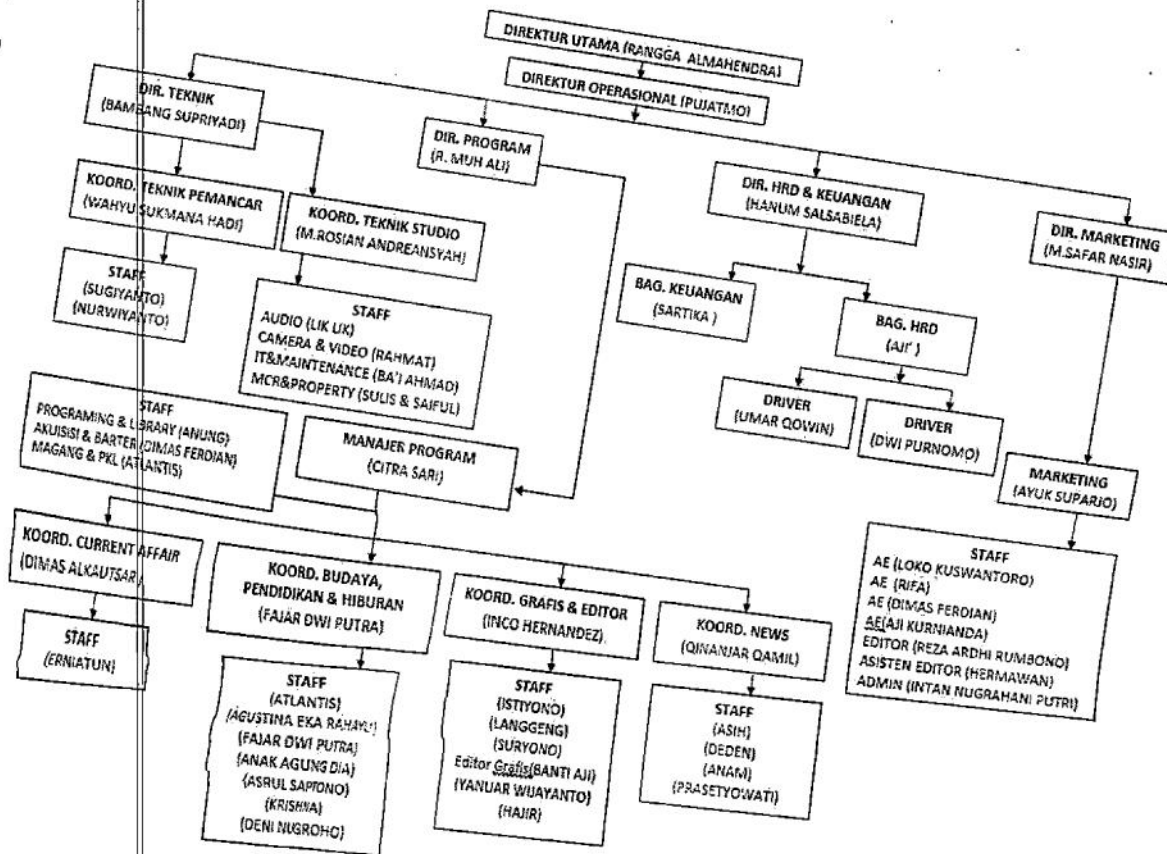 DIREKTUR UTAMA (RANGGA ALMAHENDRA)
DIREKTUR OPERASIONAL (PUJATMO)
DIR. TEKNIK
(BAMBANG SUPRIYADI)
DIR. PROGRAM
(R. MUH ALI)
DIR. HRD & KEUANGAN
(HANUM SALSABIELA)
DIR. MARKETING
(M.SAFAR NASIR)
KOORD. TEKNIK PEMANCAR
(WAHYU SUKMANA HADI)
KOORD. TEKNIK STUDIO
(M.ROSIAN ANDREANSYAH)
STAFF
(SUGIYANTO)
(NURWIYANTO)
STAFF
AUDIO (LIK LIK)
CAMERA & VIDEO (RAHMAT)
IT&MAINTENANCE (BA'I AHMAD)
MCR&PROPERTY (SULIS & SAIFUL)
BAG. KEUANGAN
(SARTIKA )
BAG. HRD
(AJI' )
DRIVER
(UMAR QOWIN)
DRIVER
(DWI PURNOMO)
STAFF
PROGRAMING & LIBRARY (ANUNG)
AKUISISI & BARTER (DIMAS FERDIAN)
MAGANG & PKL (ATLANTIS)
MANAJER PROGRAM
(CITRA SARI)
MARKETING
(AYUK SUPARJO)
KOORD. CURRENT AFFAIR
(DIMAS ALKAUTSAR)
KOORD. BUDAYA,
PENDIDIKAN & HIBURAN
(FAJAR DWI PUTRA)
KOORD. GRAFIS & EDITOR
(INCO HERNANDEZ)
KOORD. NEWS
(QINANJAR QAMIL)
STAFF
AE (LOKO KUSWANTORO)
AE (RIFA)
AE (DIMAS FERDIAN)
AE(AJI KURNIANDA)
EDITOR (REZA ARDHI RUMBONO)
ASISTEN EDITOR (HERMAWAN)
ADMIN (INTAN NUGRAHANI PUTRI)
STAFF
(ERNIATUN)
STAFF
(ATLANTIS)
(AGUSTINA EKA RAHAYU)
(FAJAR DWI PUTRA)
(ANAK AGUNG DIA)
(ASRUL SAPTONO)
(KRISHNA)
(DENI NUGROHO)
STAFF
(ISTIYONO)
(LANGGENG)
(SURYONO)
Editor Grafis(BANTI AJI)
(YANUAR WIJAYANTO)
(HAJIR)
STAFF
(ASIH)
(DEDEN)
(ANAM)
(PRASETYOWATI)